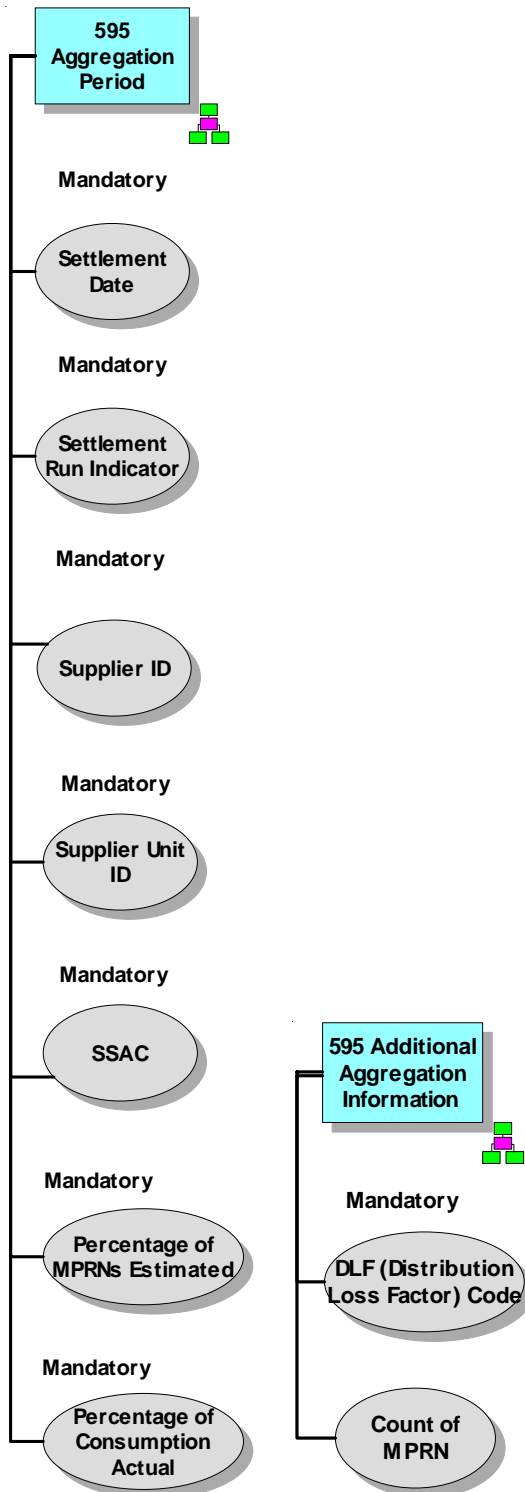 595
Aggregation
Period
Mandatory
Settlement
Date
Mandatory
Settlement
Run Indicator
Mandatory
Supplier ID
Mandatory
Supplier Unit
ID
Mandatory
SSAC
Mandatory
Percentage of
MPRNs Estimated
Mandatory
Percentage of
Consumption
Actual
595 Additional
Aggregation
Information
Mandatory
DLF (Distribution
Loss Factor) Code
Count of
MPRN